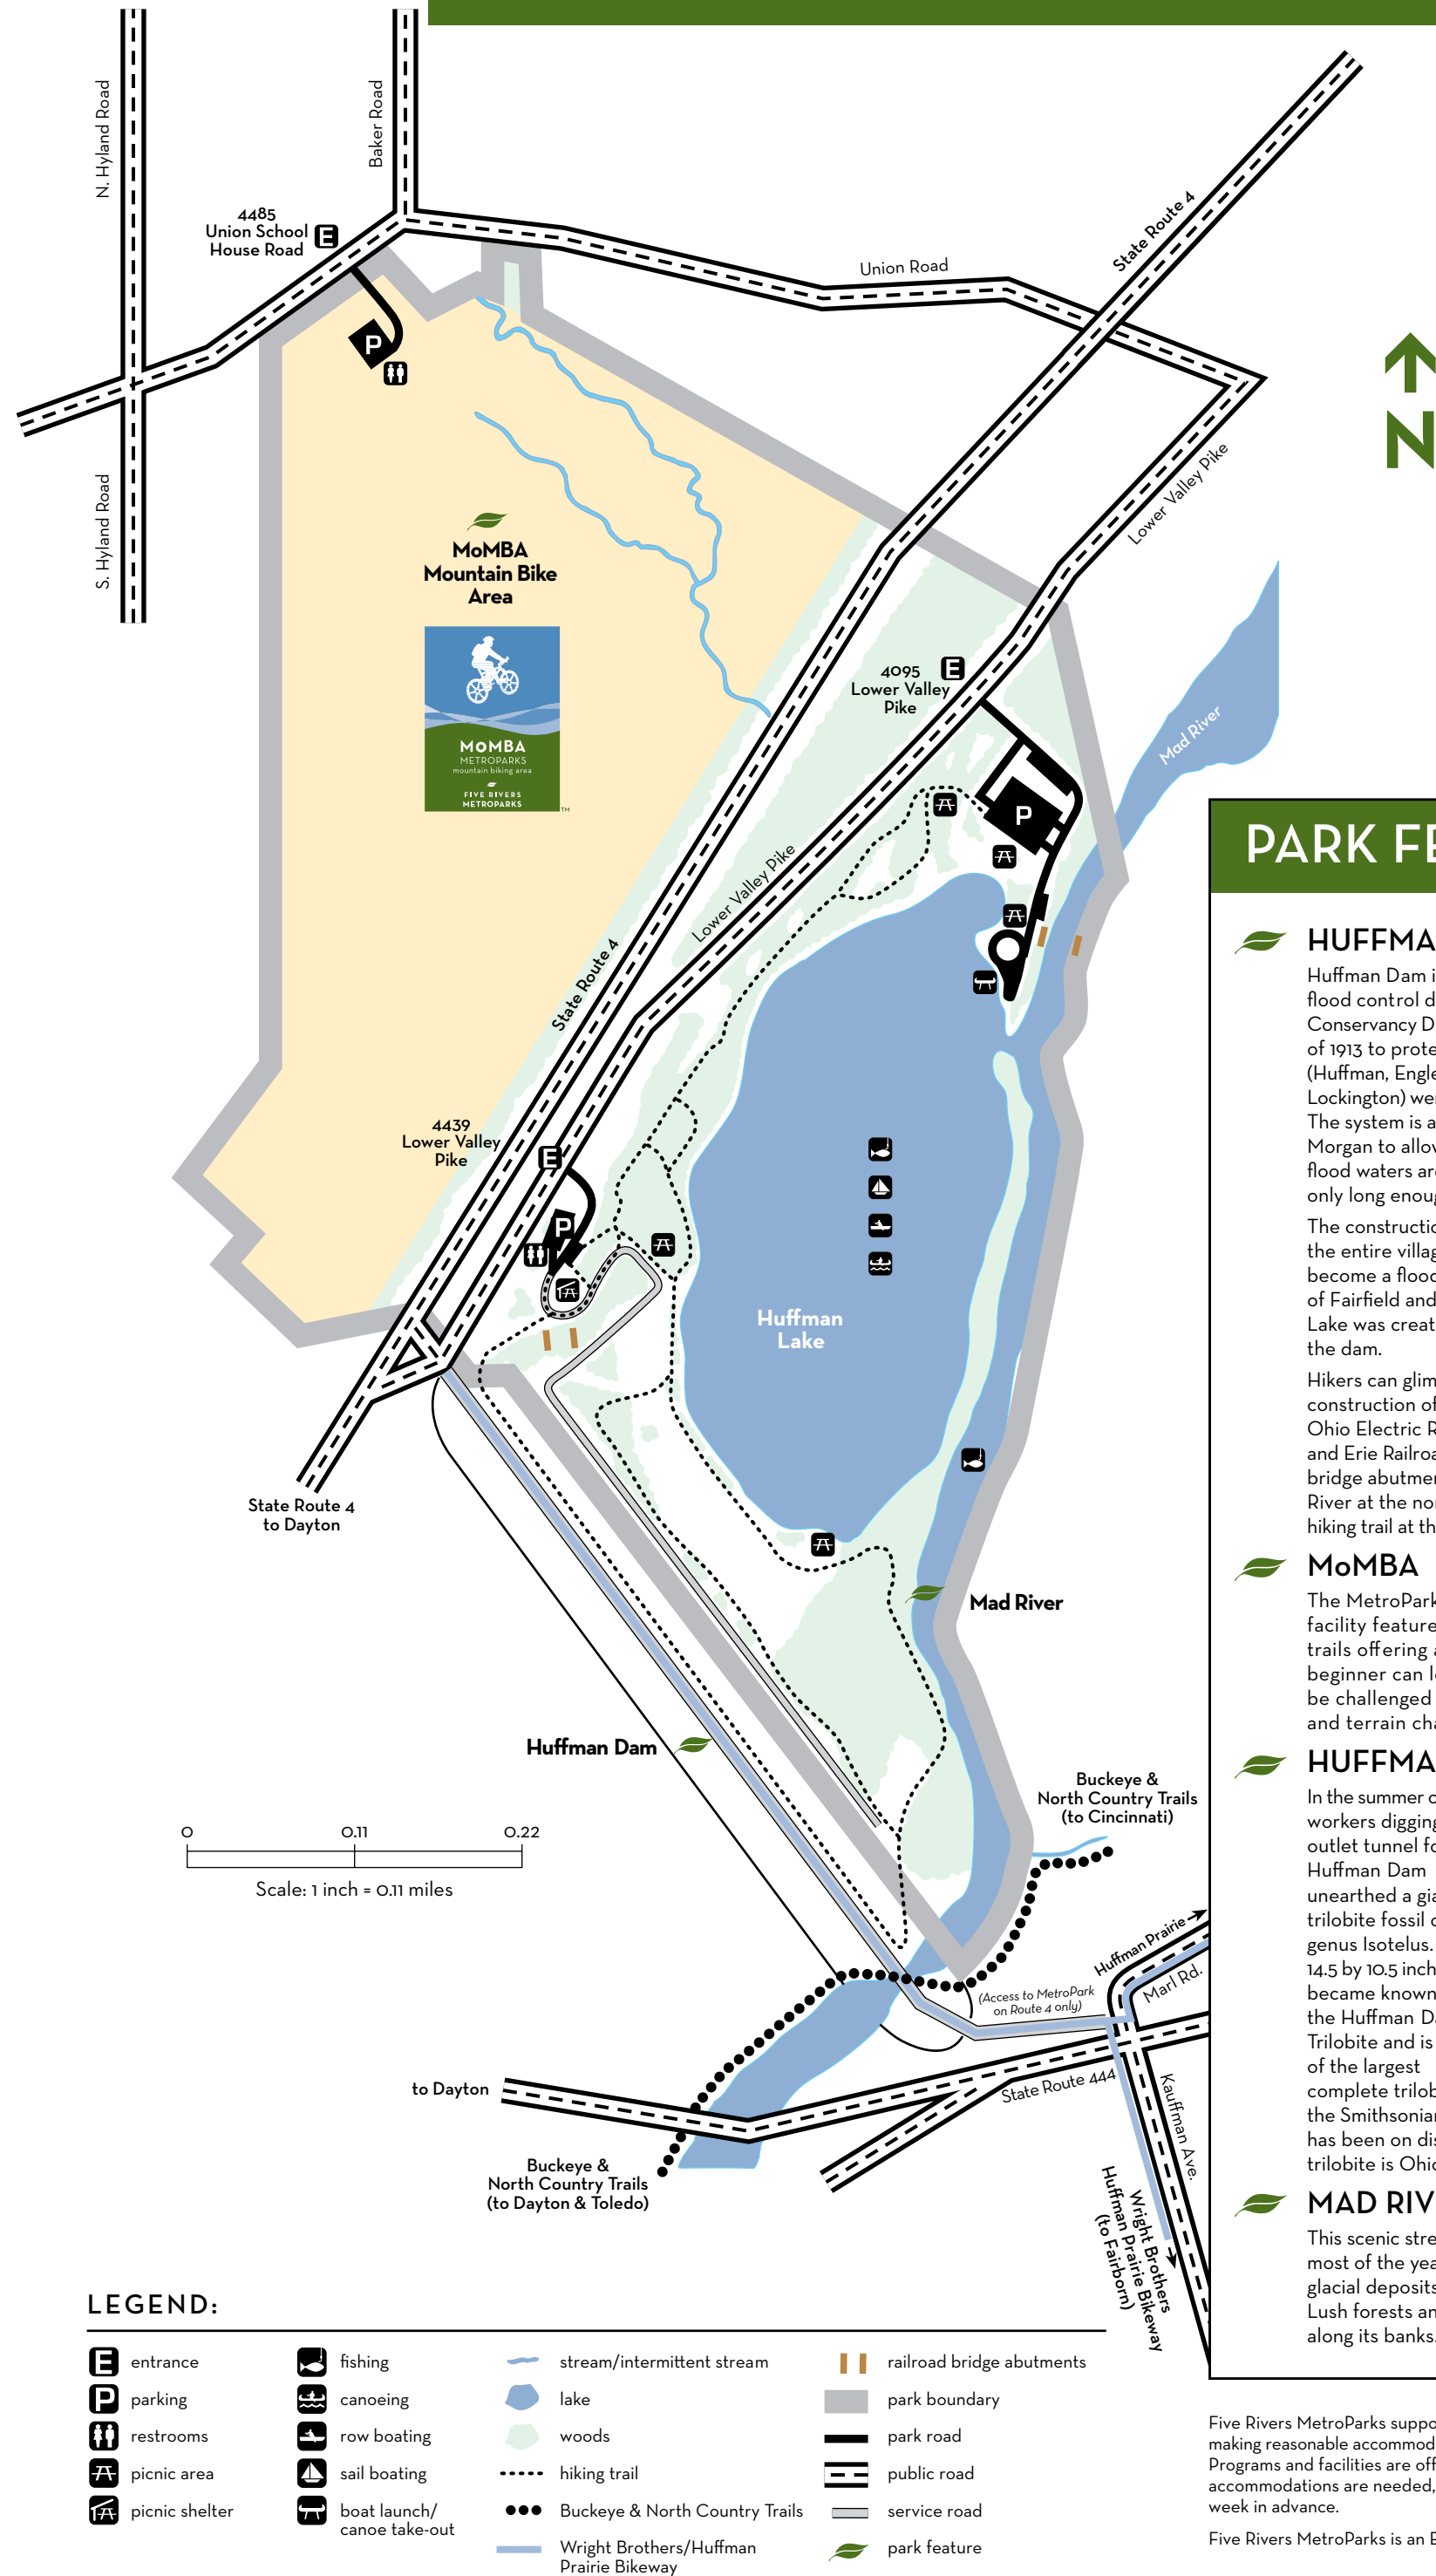 N. Hyland Road
Baker Road
4485
Union School
House Road
E
Union Road
State Route 4
P
N
S. Hyland Road
Lower Valley Pike
MoMBA
Mountain Bike
Area
MoMBA
METROPARKS
mountain biking area
FIVE RIVERS
METROPARKS
TM
4095
Lower Valley
Pike
E
Mad River
P
Lower Valley Pike
State Route 4
4439
Lower Valley
Pike
E
P
Huffman
Lake
State Route 4
to Dayton
Mad River
Huffman Dam
Buckeye &
North Country Trails
(to Cincinnati)
0 0.11 0.22
Scale: 1 inch = 0.11 miles
Huffman Prairie
Marl Rd.
(Access to MetroPark
on Route 4 only)
to Dayton
State Route 444
Kauffman Ave.
Buckeye &
North Country Trails
(to Dayton & Toledo)
Wright Brothers
Huffman Prairie Bikeway
(to Fairborn)
PARK FE
HUFFMA
Huffman Dam i
flood control d
Conservancy D
of 1913 to prote
(Huffman, Engle
Lockington) wer
The system is a
Morgan to allow
flood waters are
only long enoug
The constructio
the entire villag
become a flood
of Fairfield and
Lake was creat
the dam.
Hikers can glim
construction of
Ohio Electric R
and Erie Railroa
bridge abutmer
River at the nor
hiking trail at th
MoMBA
The MetroPark
facility feature
trails offering a
beginner can le
be challenged
and terrain cha
HUFFMA
In the summer o
workers digging
outlet tunnel fo
Huffman Dam
unearthed a gia
trilobite fossil o
genus Isotelus.
14.5 by 10.5 inch
became known
the Huffman Da
Trilobite and is
of the largest
complete trilob
the Smithsonian
has been on dis
trilobite is Ohio
MAD RIV
This scenic stre
most of the yea
glacial deposits
Lush forests an
along its banks.
LEGEND:
E entrance
P parking
restrooms
picnic area
picnic shelter
fishing
canoeing
row boating
sail boating
boat launch/
canoe take-out
stream/intermittent stream
lake
woods
hiking trail
Buckeye & North Country Trails
Wright Brothers/Huffman
Prairie Bikeway
railroad bridge abutments
park boundary
park road
public road
service road
park feature
Five Rivers MetroParks suppo
making reasonable accommod
Programs and facilities are off
accommodations are needed,
week in advance.
Five Rivers MetroParks is an E